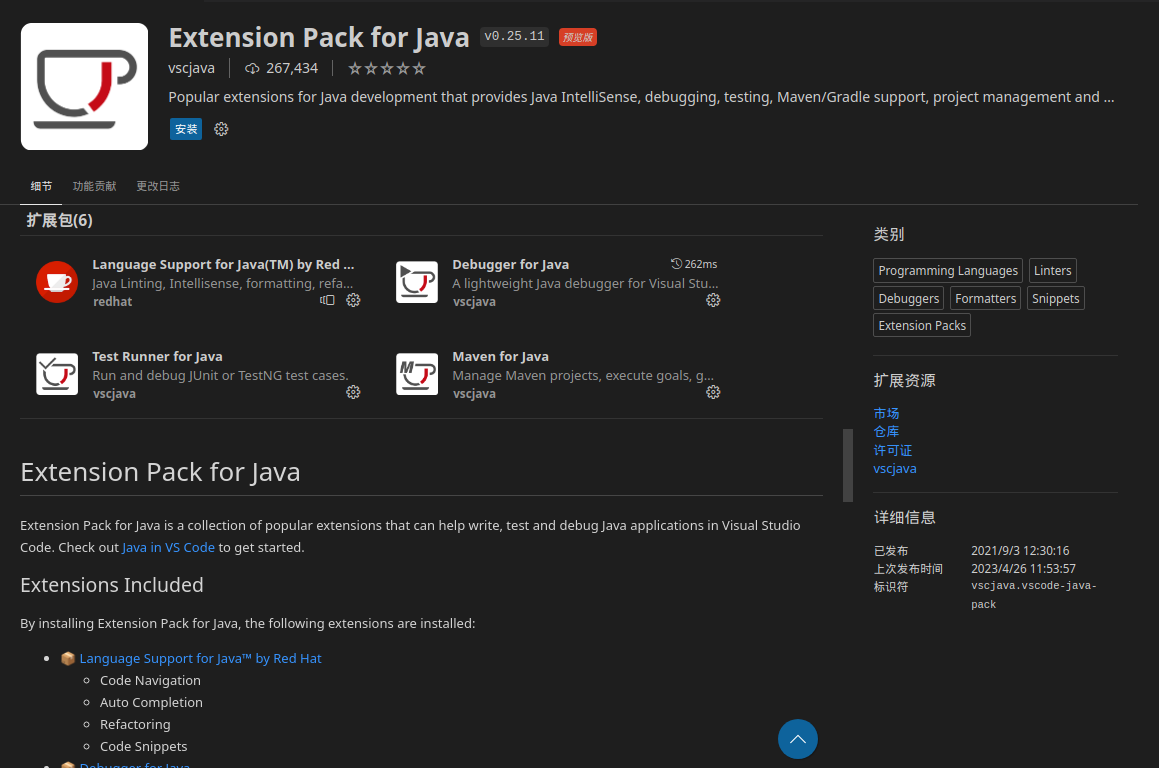 Extension Pack for Java v0.25.11 预览版
vscjava 267,434
Popular extensions for Java development that provides Java IntelliSense, debugging, testing, Maven/Gradle support, project management and ...
安装
细节 功能贡献 更改日志
扩展包(6)
Language Support for Java(TM) by Red ...
Java Linting, Intellisense, formatting, refa...
redhat
Debugger for Java 262ms
A lightweight Java debugger for Visual Stu...
vscjava
Test Runner for Java
Run and debug JUnit or TestNG test cases.
vscjava
Maven for Java
Manage Maven projects, execute goals, g...
vscjava
Extension Pack for Java
Extension Pack for Java is a collection of popular extensions that can help write, test and debug Java applications in Visual Studio
Code. Check out Java in VS Code to get started.
Extensions Included
By installing Extension Pack for Java, the following extensions are installed:
• 📦 Language Support for Java™ by Red Hat
◦ Code Navigation
◦ Auto Completion
◦ Refactoring
◦ Code Snippets
• 📦 Debugger for Java
类别
Programming Languages Linters
Debuggers Formatters Snippets
Extension Packs
扩展资源
市场
仓库
许可证
vscjava
详细信息
已发布 2021/9/3 12:30:16
上次发布时间 2023/4/26 11:53:57
标识符 vscjava.vscode-java-
pack